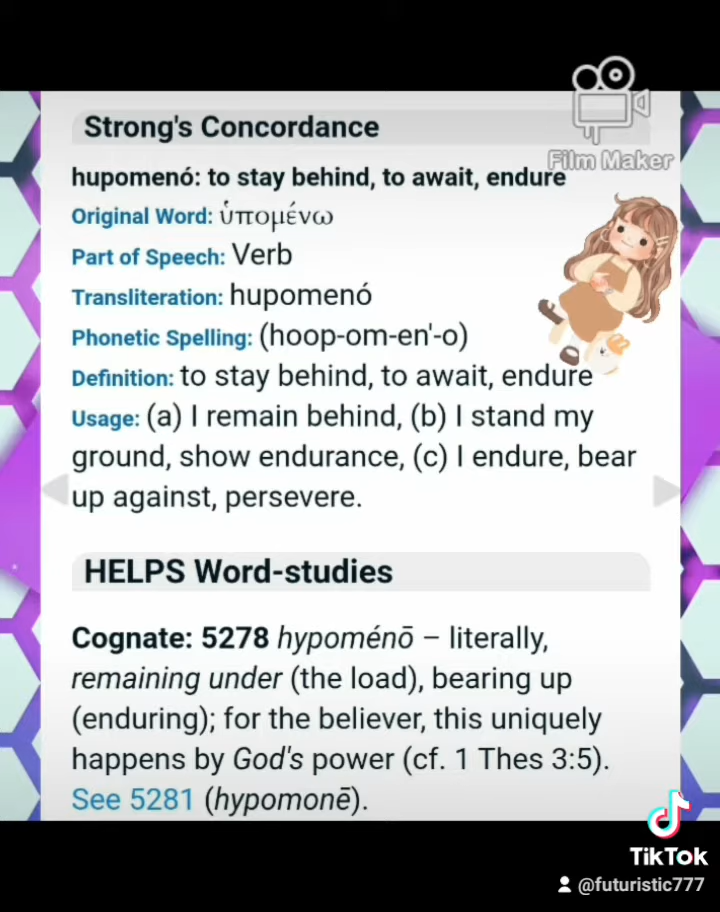 Strong's Concordance
Film Maker
hupomenó: to stay behind, to await, endure
Original Word: ὑπομένω
Part of Speech: Verb
Transliteration: hupomenó
Phonetic Spelling: (hoop-om-en'-o)
Definition: to stay behind, to await, endure
Usage: (a) I remain behind, (b) I stand my
ground, show endurance, (c) I endure, bear
up against, persevere.
HELPS Word-studies
Cognate: 5278 hypoménō – literally,
remaining under (the load), bearing up
(enduring); for the believer, this uniquely
happens by God's power (cf. 1 Thes 3:5).
See 5281 (hypomonē).
TikTok
@futuristic777